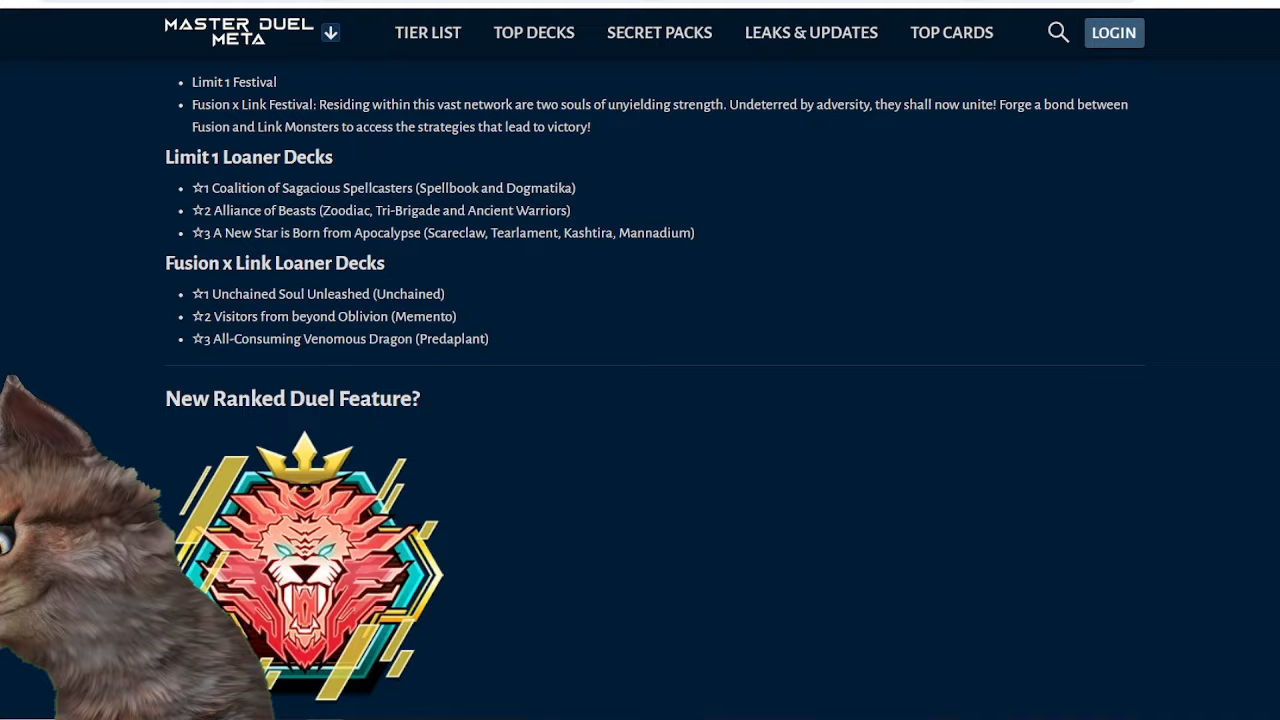 MASTER DUEL
META
TIER LIST
TOP DECKS
SECRET PACKS
LEAKS & UPDATES
TOP CARDS
LOGIN
• Limit 1 Festival
• Fusion x Link Festival: Residing within this vast network are two souls of unyielding strength. Undeterred by adversity, they shall now unite! Forge a bond between
Fusion and Link Monsters to access the strategies that lead to victory!
Limit 1 Loaner Decks
• ☆1 Coalition of Sagacious Spellcasters (Spellbook and Dogmatika)
• ☆2 Alliance of Beasts (Zoodiac, Tri-Brigade and Ancient Warriors)
• ☆3 A New Star is Born from Apocalypse (Scareclaw, Tearlament, Kashtira, Mannadium)
Fusion x Link Loaner Decks
• ☆1 Unchained Soul Unleashed (Unchained)
• ☆2 Visitors from beyond Oblivion (Memento)
• ☆3 All-Consuming Venomous Dragon (Predaplant)
New Ranked Duel Feature?